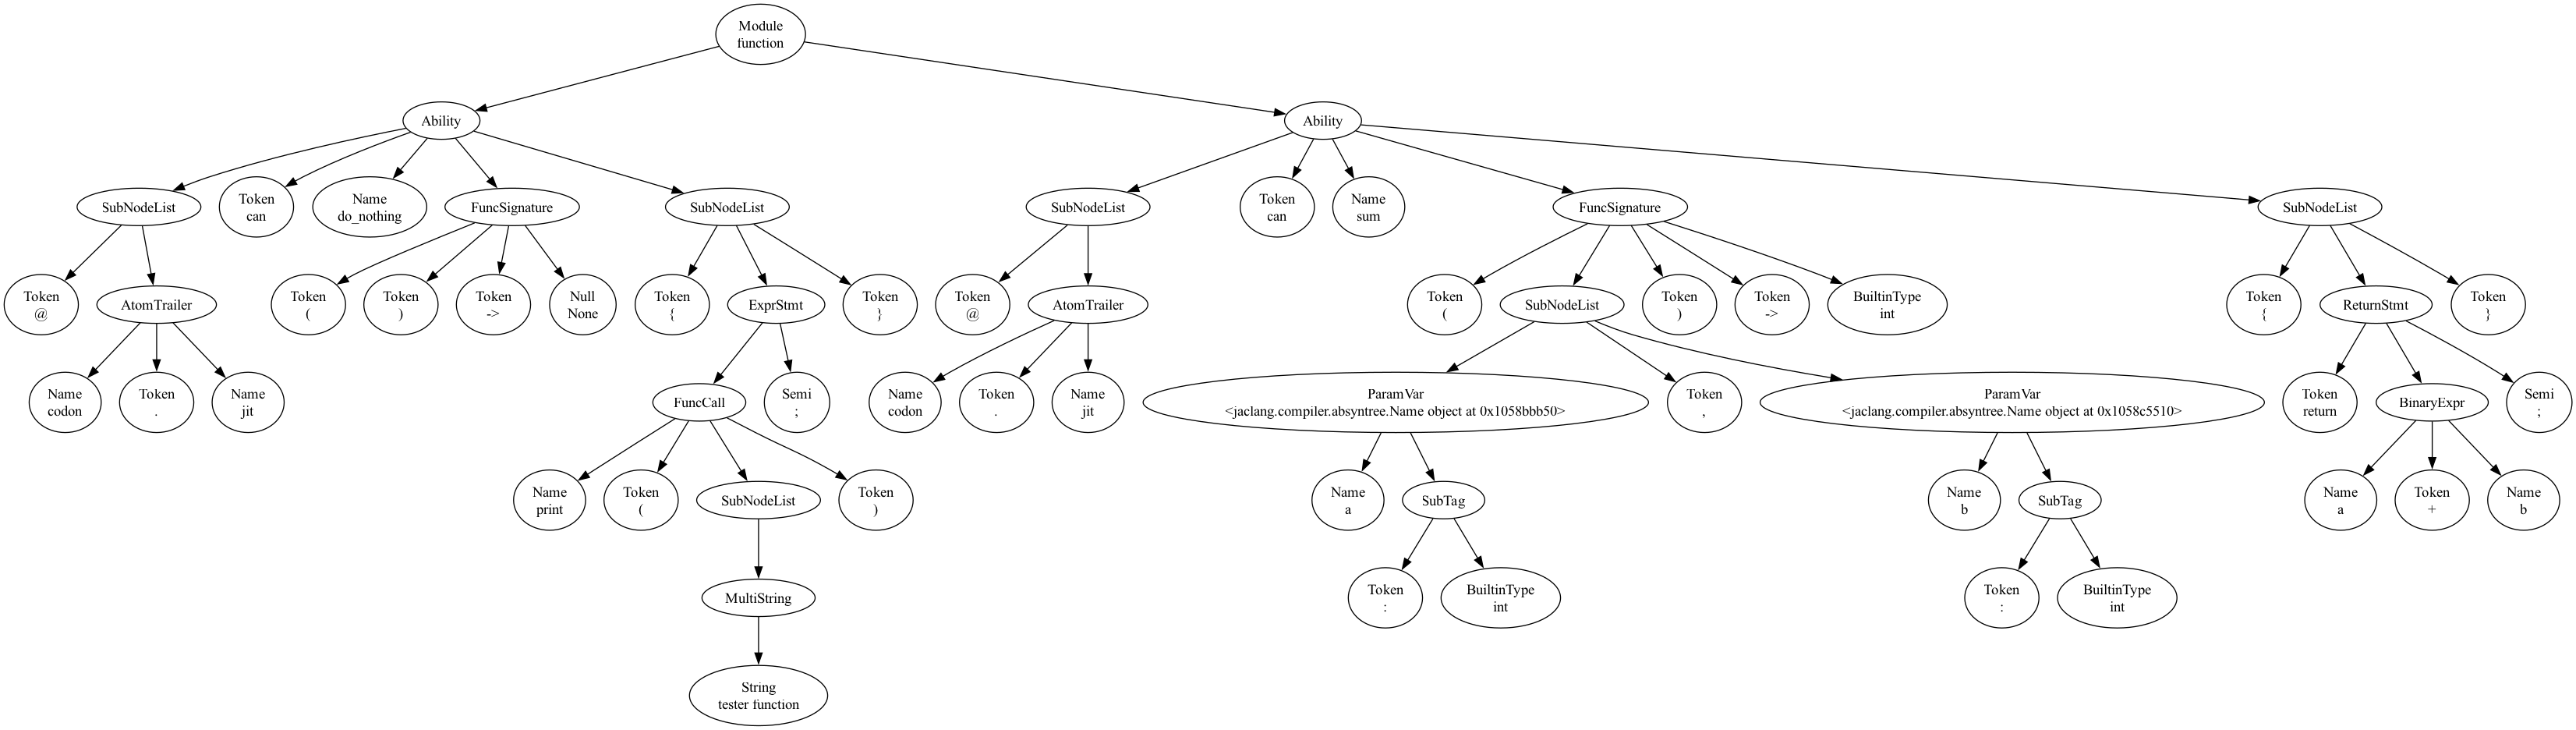 Module
function
Ability
Ability
SubNodeList
Token
can
Name
do_nothing
FuncSignature
SubNodeList
SubNodeList
Token
can
Name
sum
FuncSignature
SubNodeList
Token
@
AtomTrailer
Token
(
Token
)
Token
->
Null
None
Token
{
ExprStmt
Token
}
Token
@
AtomTrailer
Token
(
SubNodeList
Token
)
Token
->
BuiltinType
int
Token
{
ReturnStmt
Token
}
Name
codon
Token
.
Name
jit
FuncCall
Semi
;
Name
codon
Token
.
Name
jit
ParamVar
<jaclang.compiler.absyntree.Name object at 0x1058bbb50>
Token
,
ParamVar
<jaclang.compiler.absyntree.Name object at 0x1058c5510>
Token
return
BinaryExpr
Semi
;
Name
print
Token
(
SubNodeList
Token
)
Name
a
SubTag
Name
b
SubTag
Name
a
Token
+
Name
b
MultiString
Token
:
BuiltinType
int
Token
:
BuiltinType
int
String
tester function